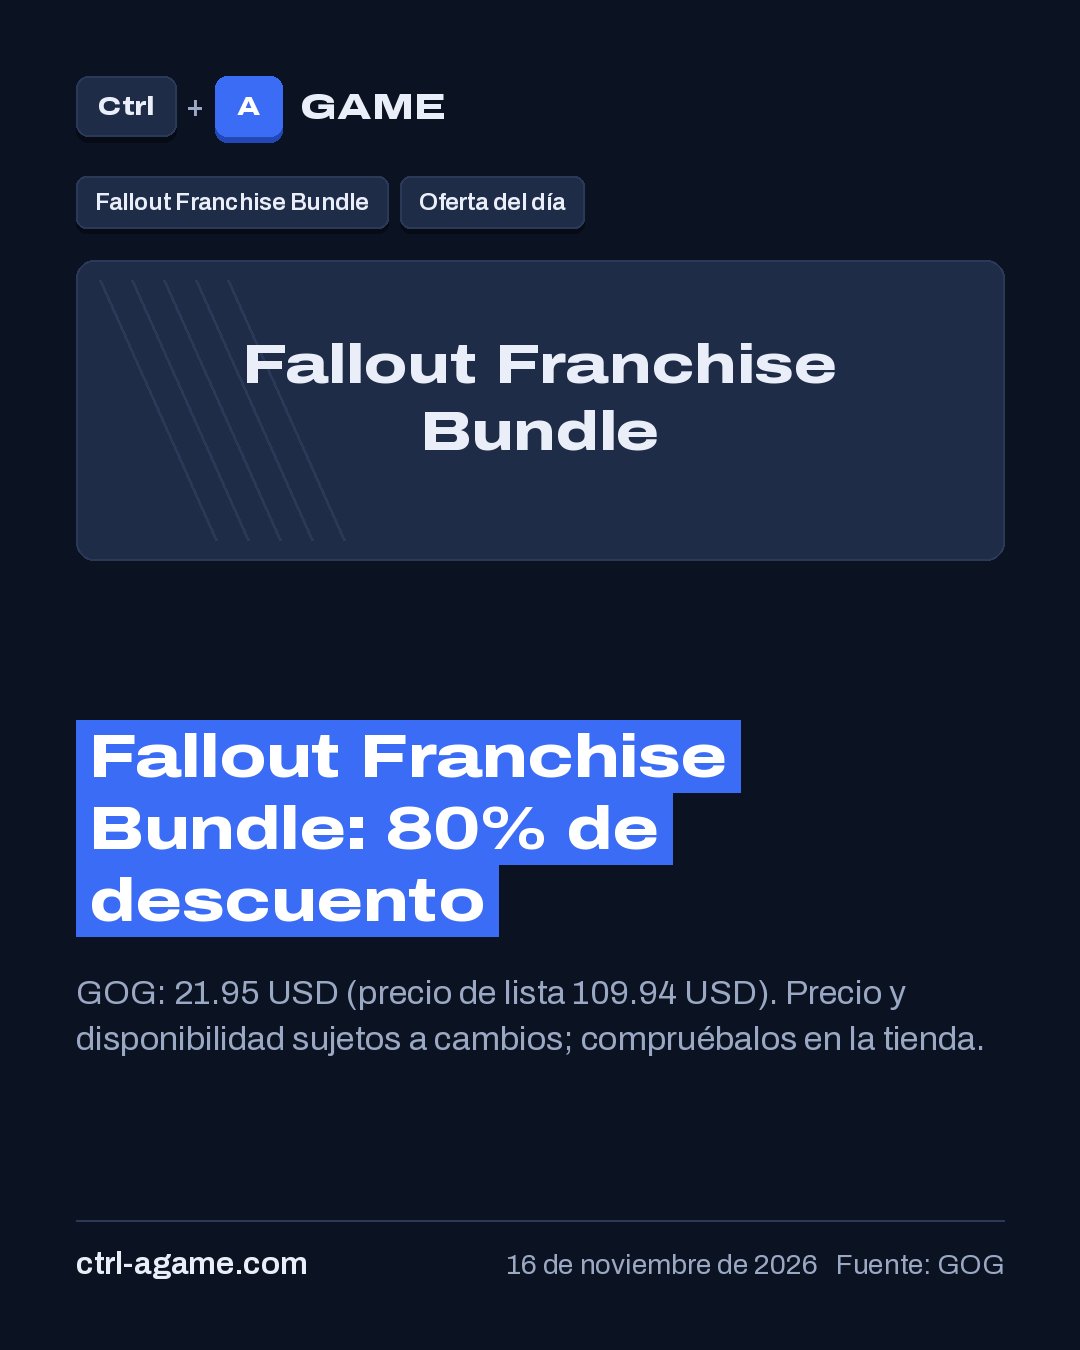 Ctrl + A GAME
Fallout Franchise Bundle Oferta del día
Fallout Franchise
Bundle
Fallout Franchise
Bundle: 80% de
descuento
GOG: 21.95 USD (precio de lista 109.94 USD). Precio y
disponibilidad sujetos a cambios; compruébalos en la tienda.
ctrl-agame.com 16 de noviembre de 2026 Fuente: GOG